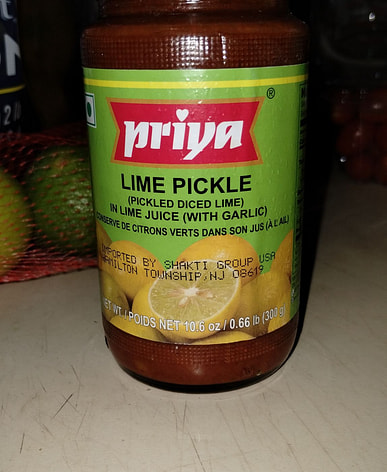 priya ®
LIME PICKLE
(PICKLED DICED LIME)
IN LIME JUICE (WITH GARLIC)
CONSERVE DE CITRONS VERTS DANS SON JUS (À L'AIL)
IMPORTED BY SHAKTI GROUP USA
HAMILTON TOWNSHIP, NJ 08619
NET WT / POIDS NET 10.6 oz / 0.66 lb (300 g)